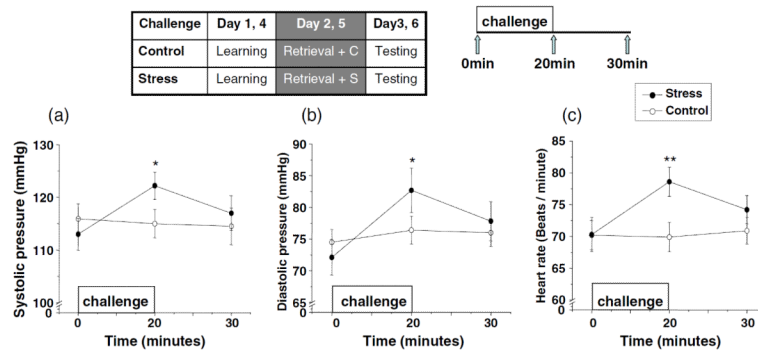 Challenge Day 1, 4 Day 2, 5 Day3, 6
Control Learning Retrieval + C Testing
Stress Learning Retrieval + S Testing
challenge
0min 20min 30min
Stress
Control
(a)
Systolic pressure (mmHg)
130
120
110
100
0
*
challenge
0 20 30
Time (minutes)
(b)
Diastolic pressure (mmHg)
90
85
80
75
70
65
0
*
challenge
0 20 30
Time (minutes)
(c)
Heart rate (Beats / minute)
85
80
75
70
65
60
0
**
challenge
0 20 30
Time (minutes)